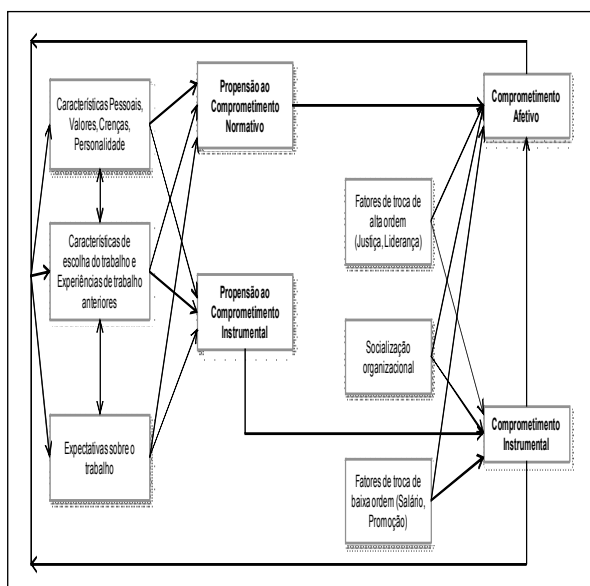 Características Pessoais,
Valores, Crenças,
Personalidade
Características de
escolha do trabalho e
Experiências de trabalho
anteriores
Expectativas sobre o
trabalho
Propensão ao
Comprometimento
Normativo
Propensão ao
Comprometimento
Instrumental
Fatores de troca de
alta ordem
(Justiça, Liderança)
Socialização
organizacional
Fatores de troca de
baixa ordem (Salário,
Promoção)
Comprometimento
Afetivo
Comprometimento
Instrumental